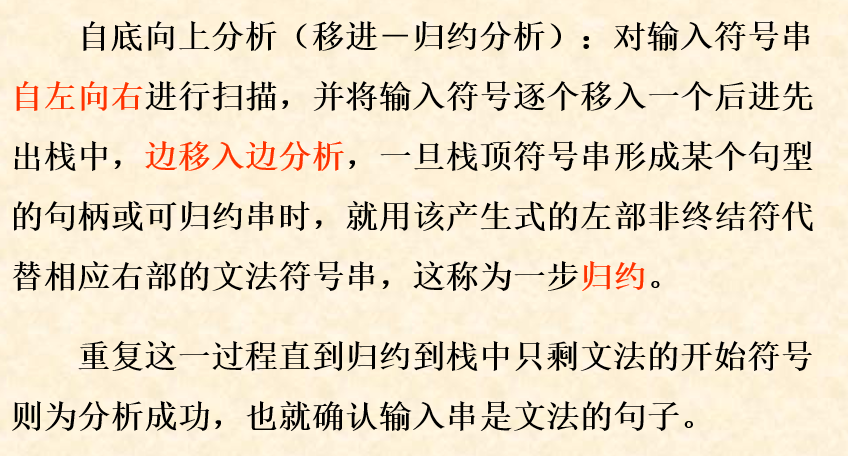 自底向上分析（移进－归约分析）：对输入符号串
自左向右进行扫描，并将输入符号逐个移入一个后进先
出栈中，边移入边分析，一旦栈顶符号串形成某个句型
的句柄或可归约串时，就用该产生式的左部非终结符代
替相应右部的文法符号串，这称为一步归约。
重复这一过程直到归约到栈中只剩文法的开始符号
则为分析成功，也就确认输入串是文法的句子。